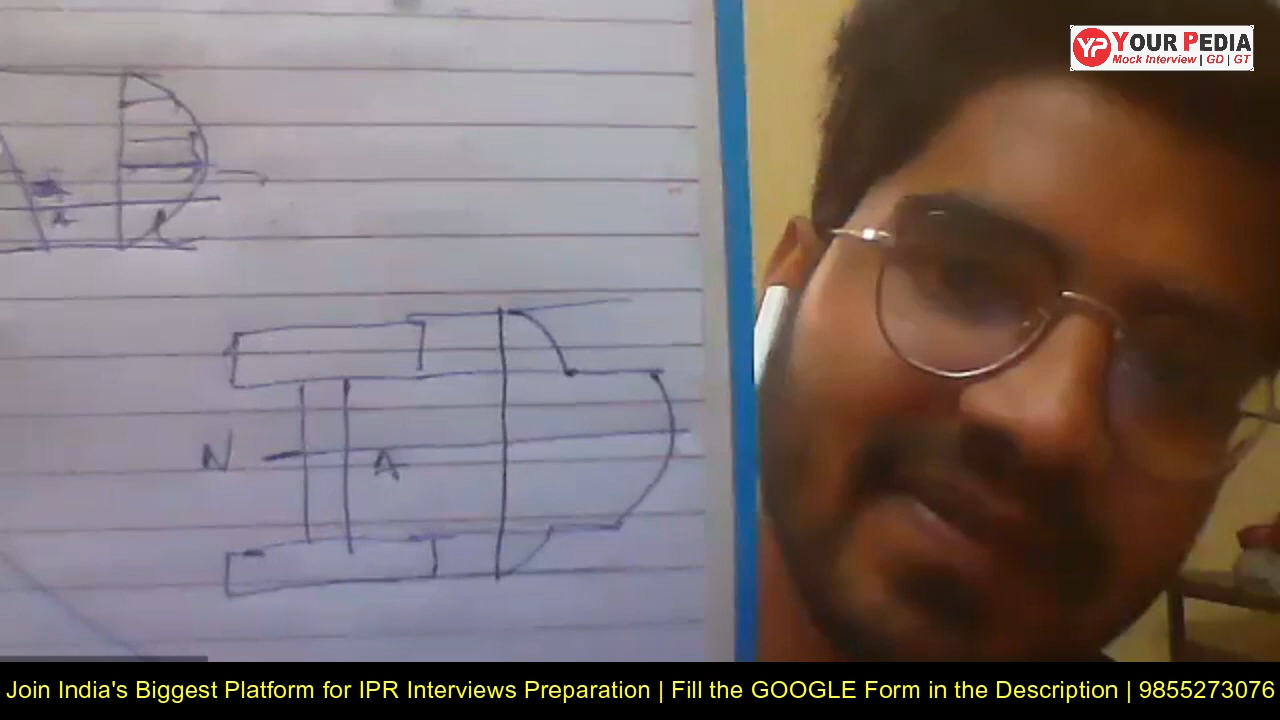 YOUR PEDIA
Mock Interview | GD | GT
N
A
Join India's Biggest Platform for IPR Interviews Preparation | Fill the GOOGLE Form in the Description | 9855273076